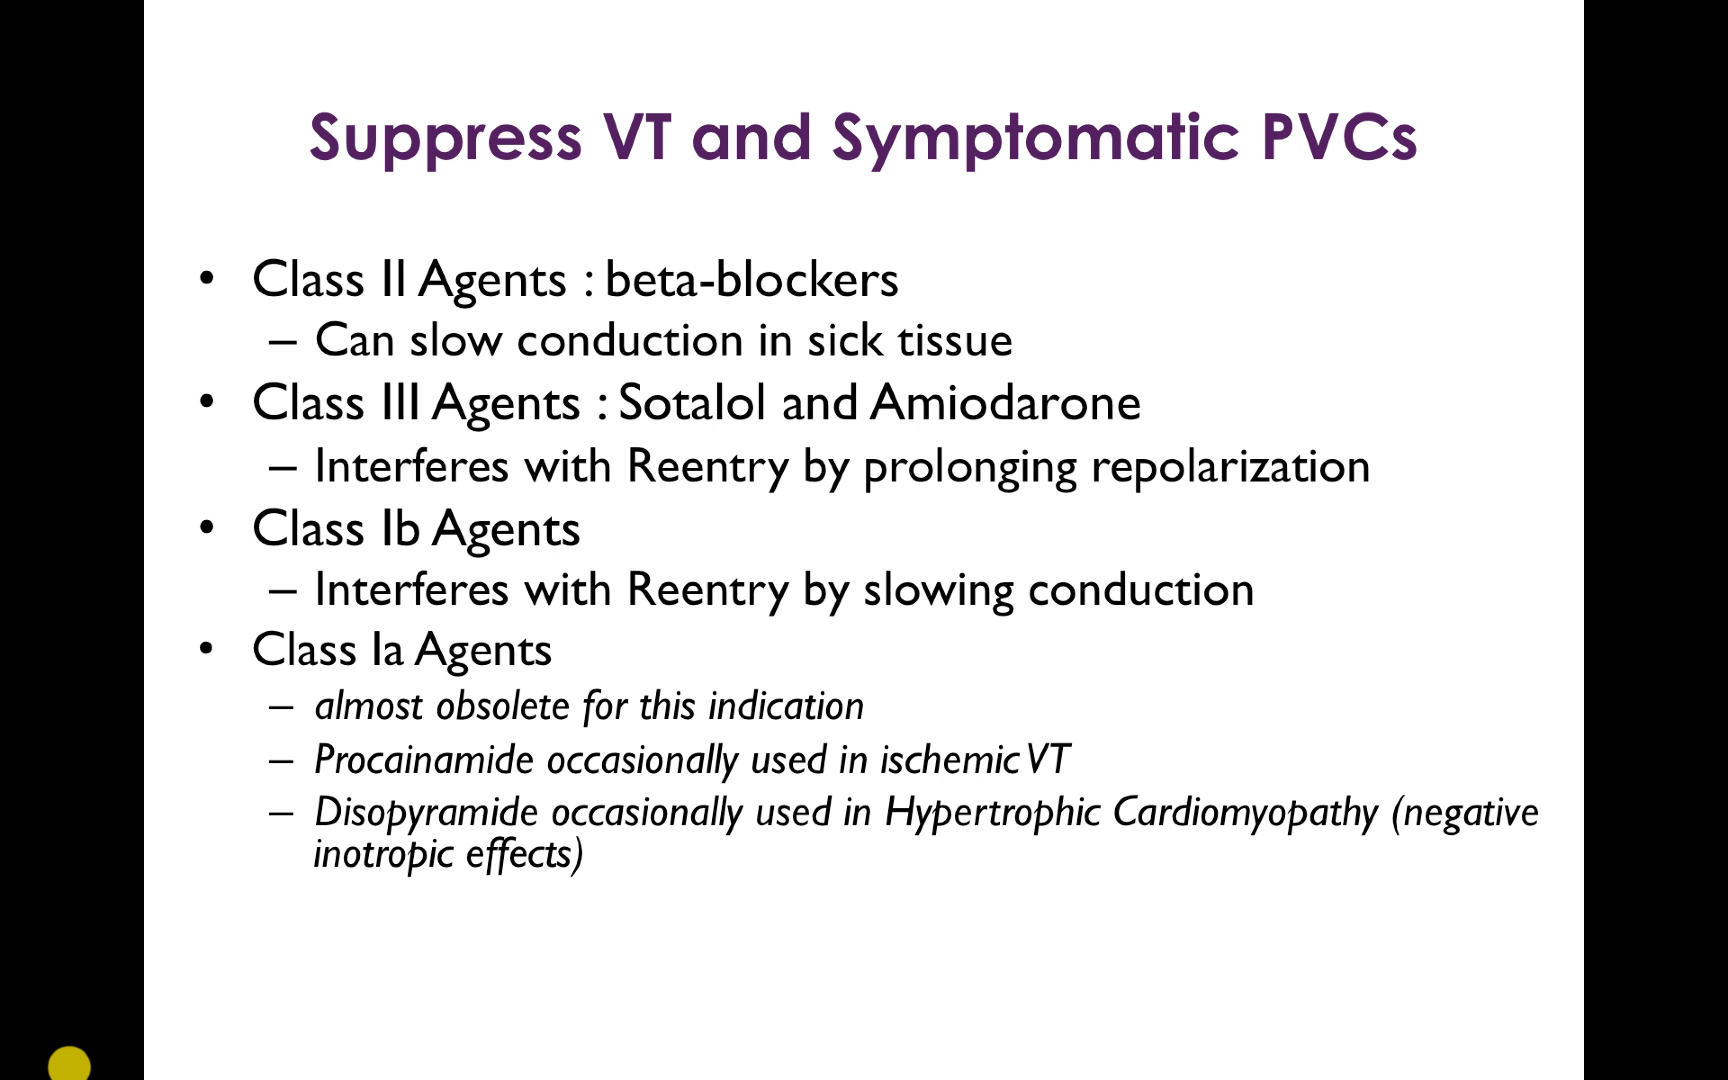 Suppress VT and Symptomatic PVCs
• Class II Agents : beta-blockers
– Can slow conduction in sick tissue
• Class III Agents : Sotalol and Amiodarone
– Interferes with Reentry by prolonging repolarization
• Class Ib Agents
– Interferes with Reentry by slowing conduction
• Class Ia Agents
– almost obsolete for this indication
– Procainamide occasionally used in ischemic VT
– Disopyramide occasionally used in Hypertrophic Cardiomyopathy (negative
inotropic effects)